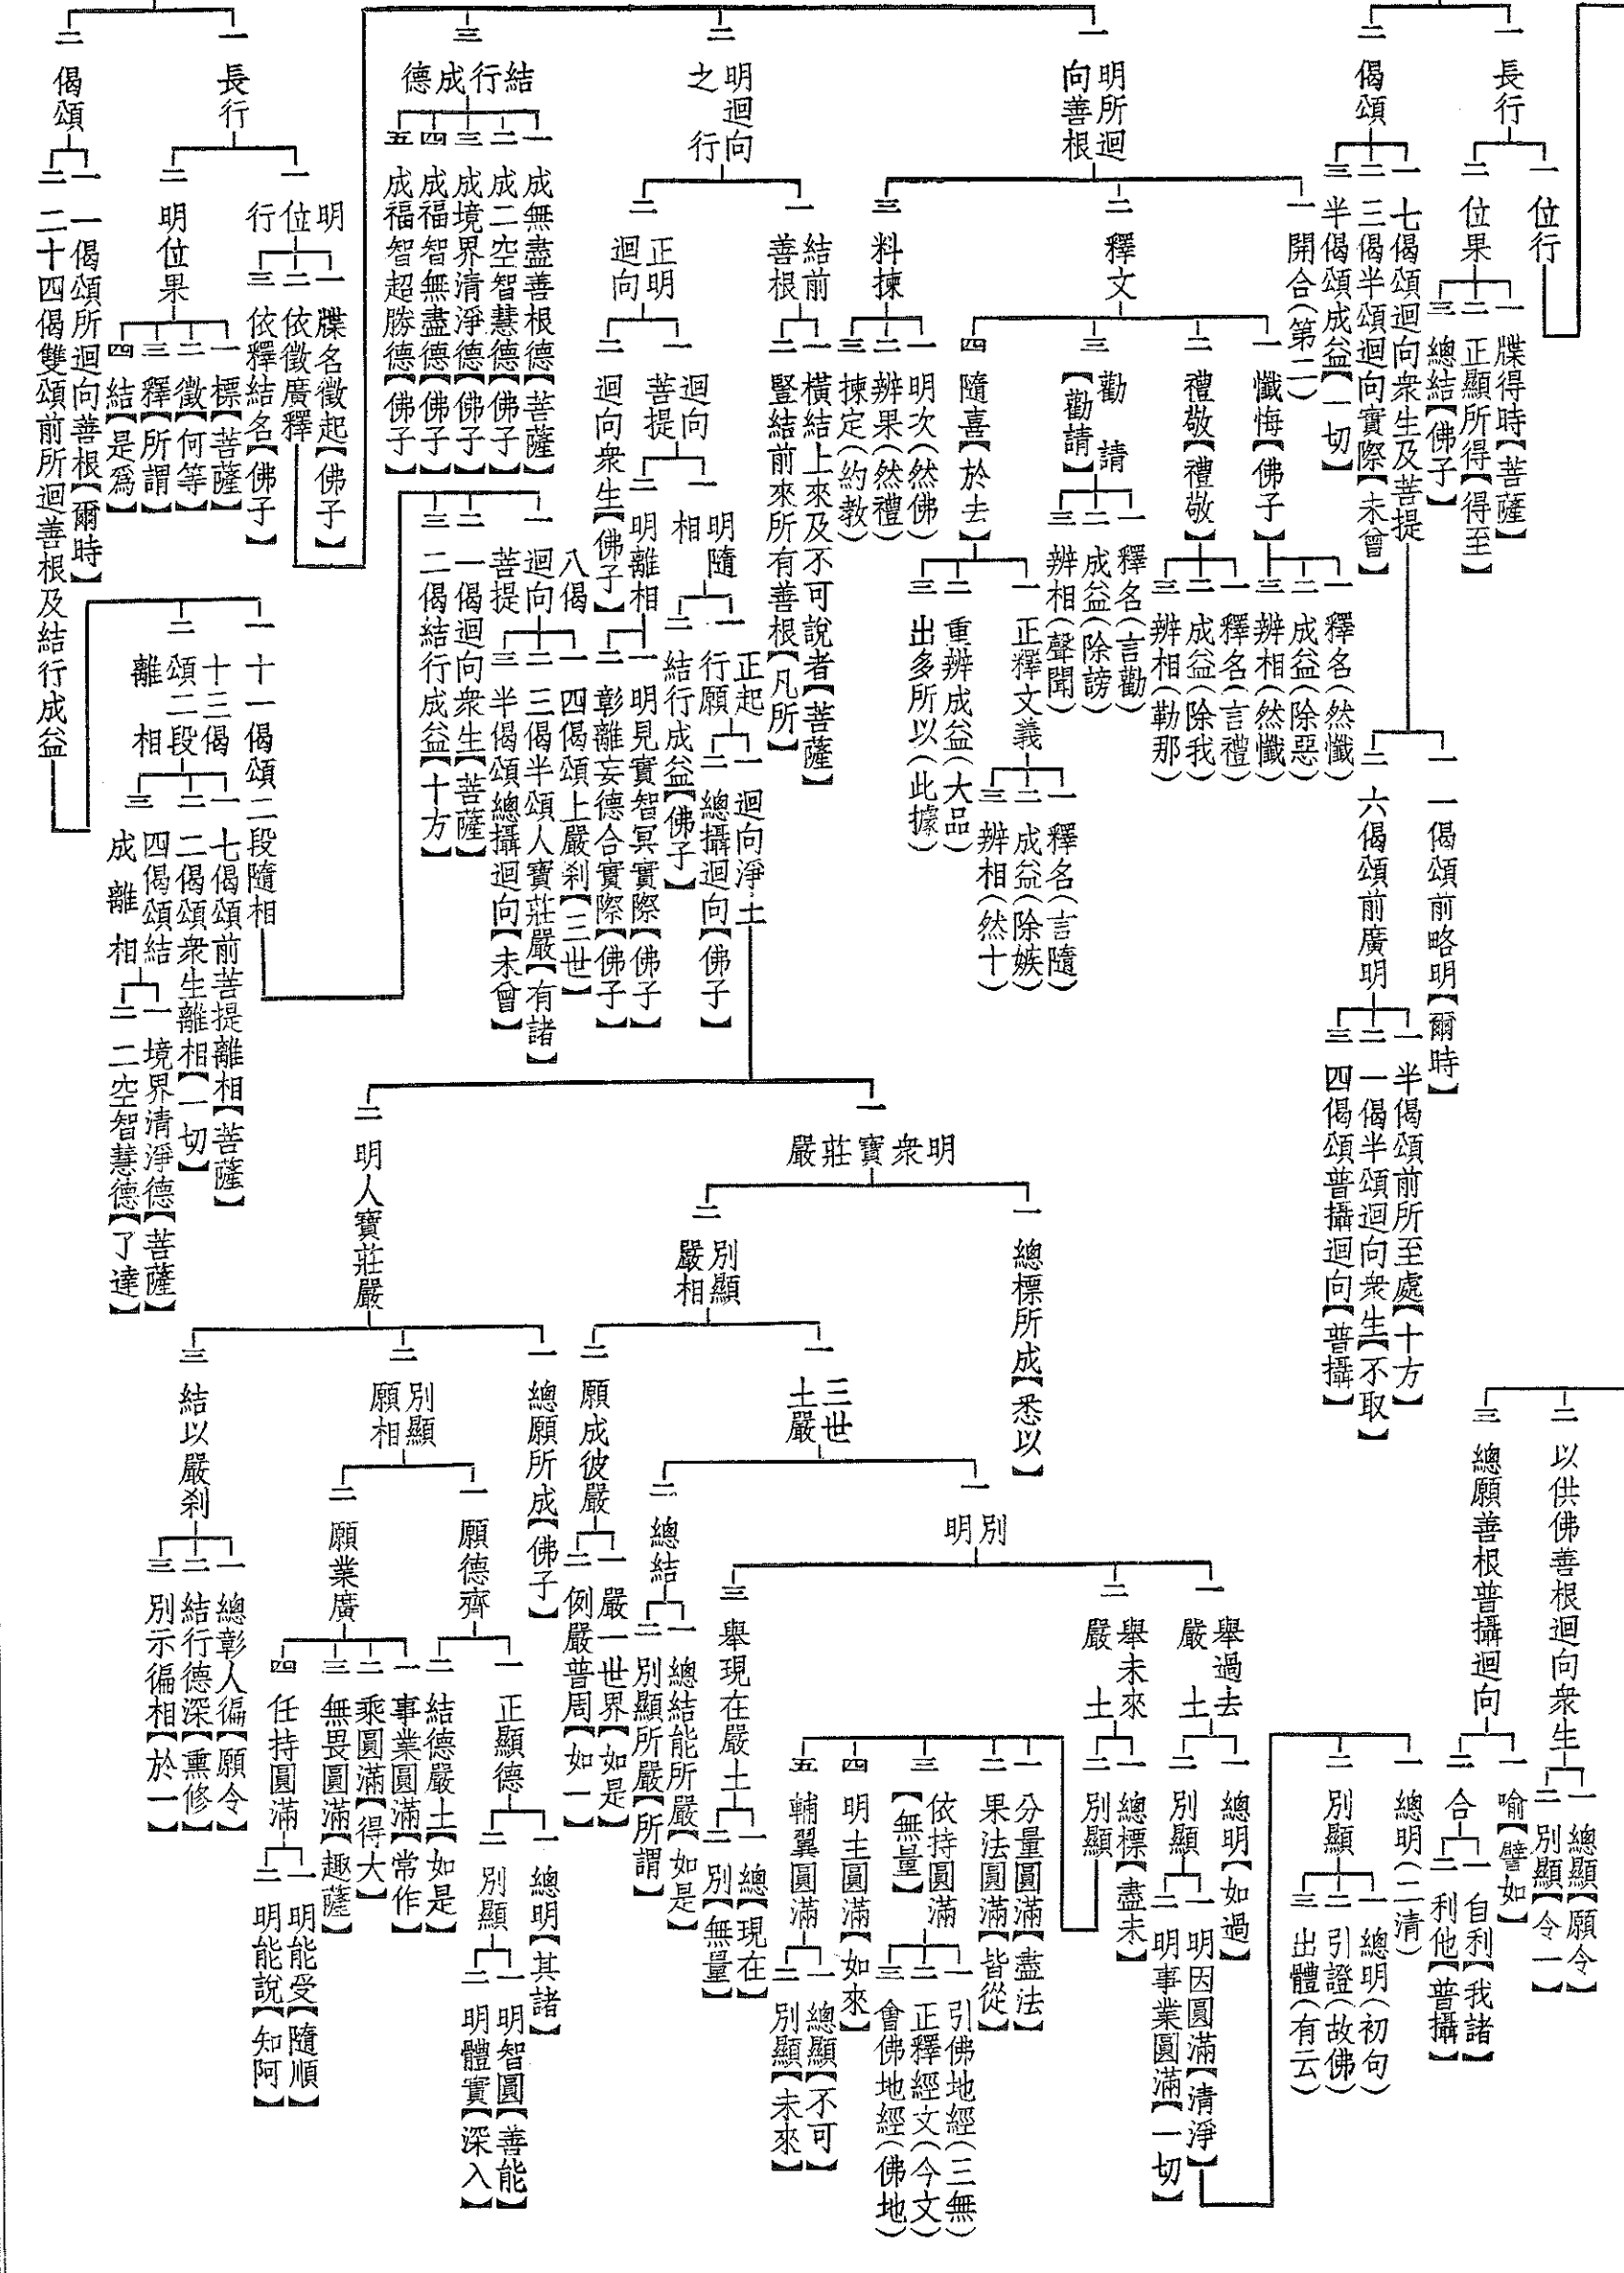 一 長行
一 位行
二 位果
一 牒得時【菩薩】
二 正顯所得【得至】
三 總結【佛子】
二 偈頌
一 七偈頌迴向衆生及菩提
二 三偈半頌迴向實際【未曾】
三 半偈頌成益【一切】
一 一偈頌前略明【爾時】
二 六偈頌前廣明
一 半偈頌前所至處【十方】
二 一偈半頌迴向衆生【不取】
三 四偈頌普攝迴向【普攝】
二 以供佛善根迴向衆生
一 總顯【願令】
二 別顯【令一】
三 總願善根普攝迴向
一 喻【譬如】
二 合
一 自利【我諸】
二 利他【普攝】
一 明所迴向善根
一 開合(第二)
二 釋文
一 懺悔【佛子】
一 釋名(然懺)
二 成益(除惡)
三 辨相(然懺)
二 禮敬【禮敬】
一 釋名(言禮)
二 成益(除我)
三 辨相(勒那)
三 勸請【勸請】
一 釋名(言勸)
二 成益(除謗)
三 辨相(聲聞)
四 隨喜【於去】
一 正釋文義
一 釋名(言隨)
二 成益(除嫉)
三 辨相(然十)
二 重辨成益(大品)
三 出多所以(此據)
三 料揀
一 明次(然佛)
二 辨果(然禮)
三 揀定(約教)
二 明迴向之行
一 結前善根
一 橫結上來及不可說者【菩薩】
二 豎結前來所有善根【凡所】
二 正明迴向
一 迴向菩提
一 明隨相
一 正起行願
一 迴向淨土
二 總攝迴向【佛子】
二 結行成益【佛子】
二 明離相
一 明見實智冥實際【佛子】
二 彰離妄德合實際【佛子】
二 迴向衆生【佛子】
三 結行成德
一 成無盡善根德【菩薩】
二 成二空智慧德【佛子】
三 成境界清淨德【佛子】
四 成福智無盡德【佛子】
五 成福智超勝德【佛子】
一 明衆寶莊嚴
一 總標所成【悉以】
二 別顯嚴相
一 三世土嚴
一 別明
一 舉過去嚴土
一 總明【如過】
二 別顯
一 明因圓滿【清淨】
二 明事業圓滿【一切】
一 總明(二清)
二 別顯
一 總明(初句)
二 引證(故佛)
三 出體(有云)
二 舉未來嚴土
一 總標【盡未】
二 別顯
一 分量圓滿【盡法】
二 果法圓滿【皆從】
三 依持圓滿【無量】
一 引佛地經(三無)
二 正釋經文(今文)
三 會佛地經(佛地)
四 明主圓滿【如來】
五 輔翼圓滿
一 總顯【不可】
二 別顯【未來】
三 舉現在嚴土
一 總【現在】
二 別【無量】
二 總結
一 總結能所嚴【如是】
二 別顯所嚴【所謂】
二 願成彼嚴
一 嚴一世界【如是】
二 例嚴普周【如一】
二 明人寶莊嚴
一 總願所成【佛子】
二 別顯願相
一 願德齊
一 正顯德
一 總明【其諸】
二 別顯
一 明智圓【善能】
二 明體實【深入】
二 結德嚴土【如是】
二 願業廣
一 事業圓滿【常作】
二 乘圓滿【得大】
三 無畏圓滿【趣薩】
四 任持圓滿
一 明能受【隨順】
二 明能說【知阿】
三 結以嚴剎
一 總彰人徧【願令】
二 結行德深【熏修】
三 別示徧相【於一】
一 長行
一 明位行
一 牒名徵起【佛子】
二 依徵廣釋
三 依釋結名【佛子】
二 明位果
一 標【菩薩】
二 徵【何等】
三 釋【所謂】
四 結【是爲】
二 偈頌
一 一偈頌所迴向善根【爾時】
二 二十四偈雙頌前所迴善根及結行成益
一 十一偈頌二段隨相
二 十三偈頌二段離相
一 七偈頌前菩提離相【菩薩】
二 二偈頌衆生離相【一切】
三 四偈頌結成離相
一 境界清淨德【菩薩】
二 二空智慧德【了達】
一 八偈迴向菩提
一 四偈頌上嚴剎【三世】
二 三偈半頌人寶莊嚴【有諸】
三 半偈頌總攝迴向【未曾】
二 一偈迴向衆生【菩薩】
三 二偈結行成益【十方】